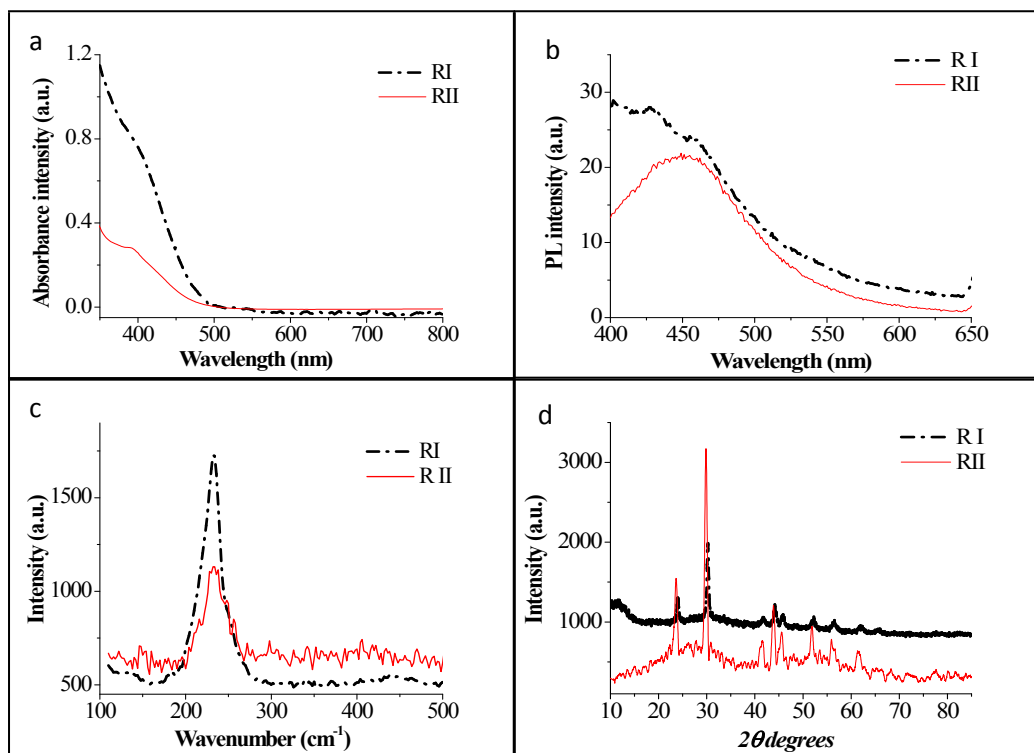 a
1.2
0.8
0.4
0.0
400 500 600 700 800
Absorbance intensity (a.u.)
Wavelength (nm)
RI
RII
b
30
20
10
0
400 450 500 550 600 650
PL intensity (a.u.)
Wavelength (nm)
R I
RII
c
1500
1000
500
100 200 300 400 500
Intensity (a.u.)
Wavenumber (cm⁻¹)
RI
R II
d
3000
2000
1000
10 20 30 40 50 60 70 80
Intensity (a.u.)
2θ degrees
R I
RII